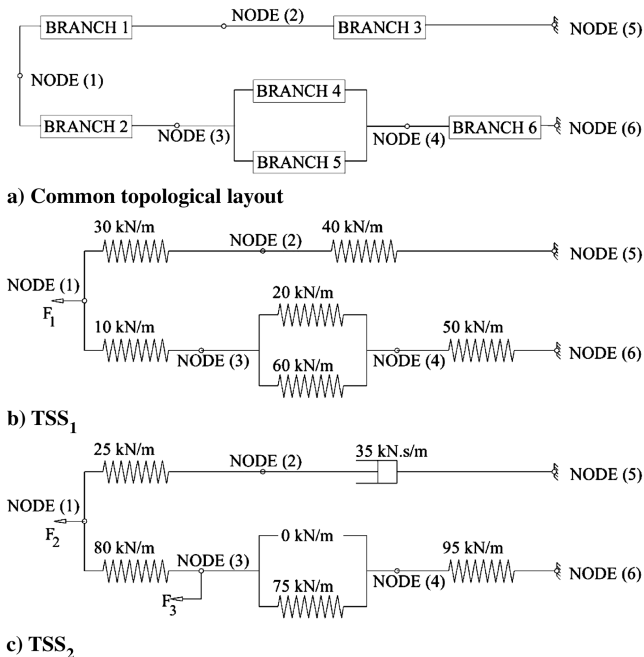 BRANCH 1
NODE (2)
BRANCH 3
NODE (5)
NODE (1)
BRANCH 4
BRANCH 2
NODE (3)
NODE (4)
BRANCH 6
NODE (6)
BRANCH 5
a) Common topological layout
30 kN/m
NODE (2)
40 kN/m
NODE (5)
NODE (1)
F1
20 kN/m
10 kN/m
NODE (3)
60 kN/m
NODE (4)
50 kN/m
NODE (6)
b) TSS1
25 kN/m
NODE (2)
35 kN.s/m
NODE (5)
NODE (1)
F2
80 kN/m
NODE (3)
F3
0 kN/m
75 kN/m
NODE (4)
95 kN/m
NODE (6)
c) TSS2